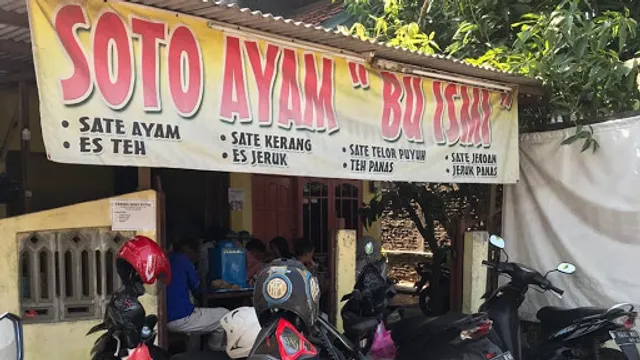 SOTO AYAM " BU ISMI "
• SATE AYAM
• ES TEH
• SATE KERANG
• ES JERUK
• SATE TELOR PUYUH
• TEH PANAS
• SATE JEROAN
• JERUK PANAS